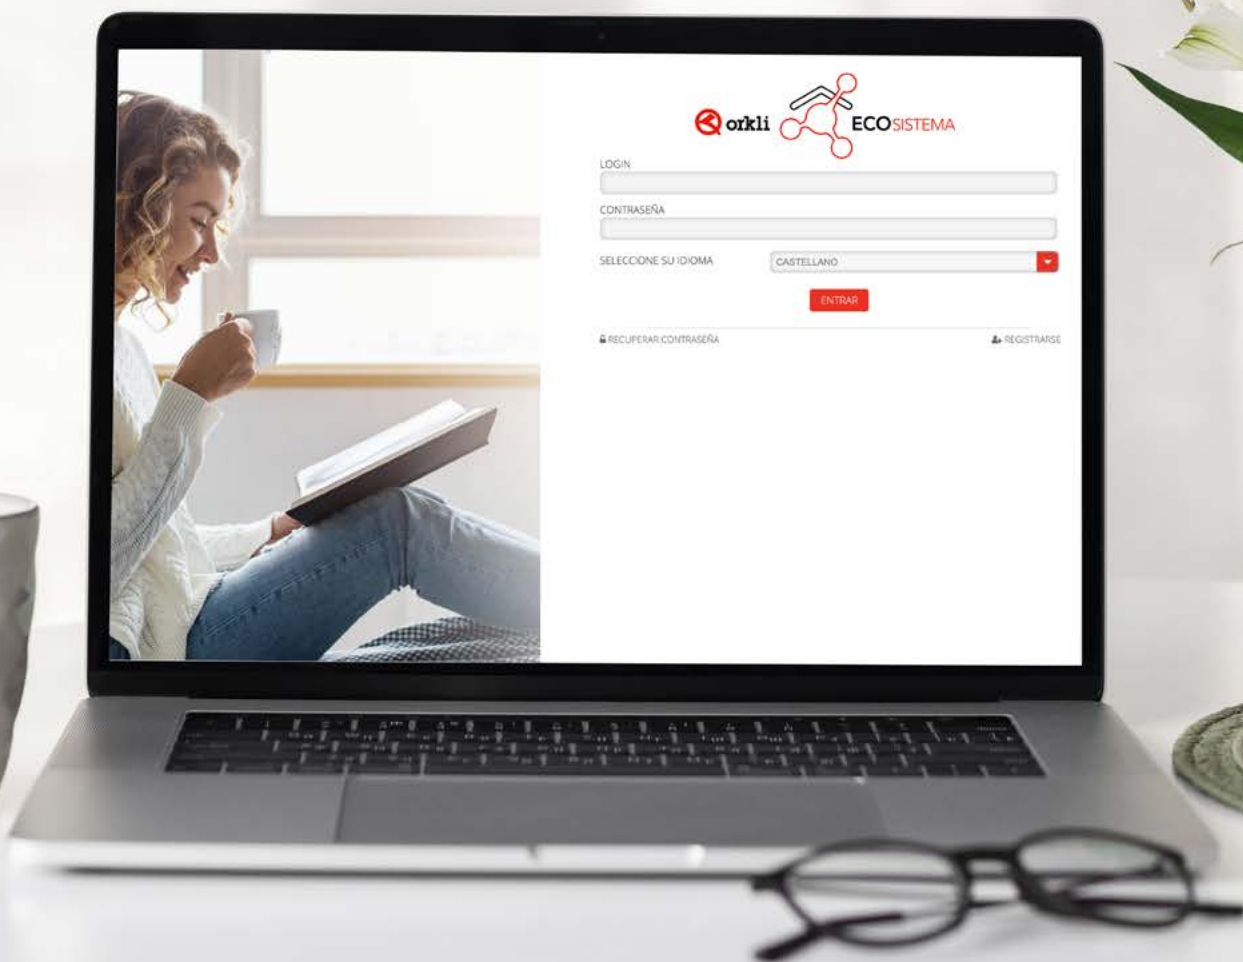 orkli ECOSISTEMA
LOGIN
CONTRASEÑA
SELECCIONE SU IDIOMA CASTELLANO
ENTRAR
RECUPERAR CONTRASEÑA REGISTRARSE